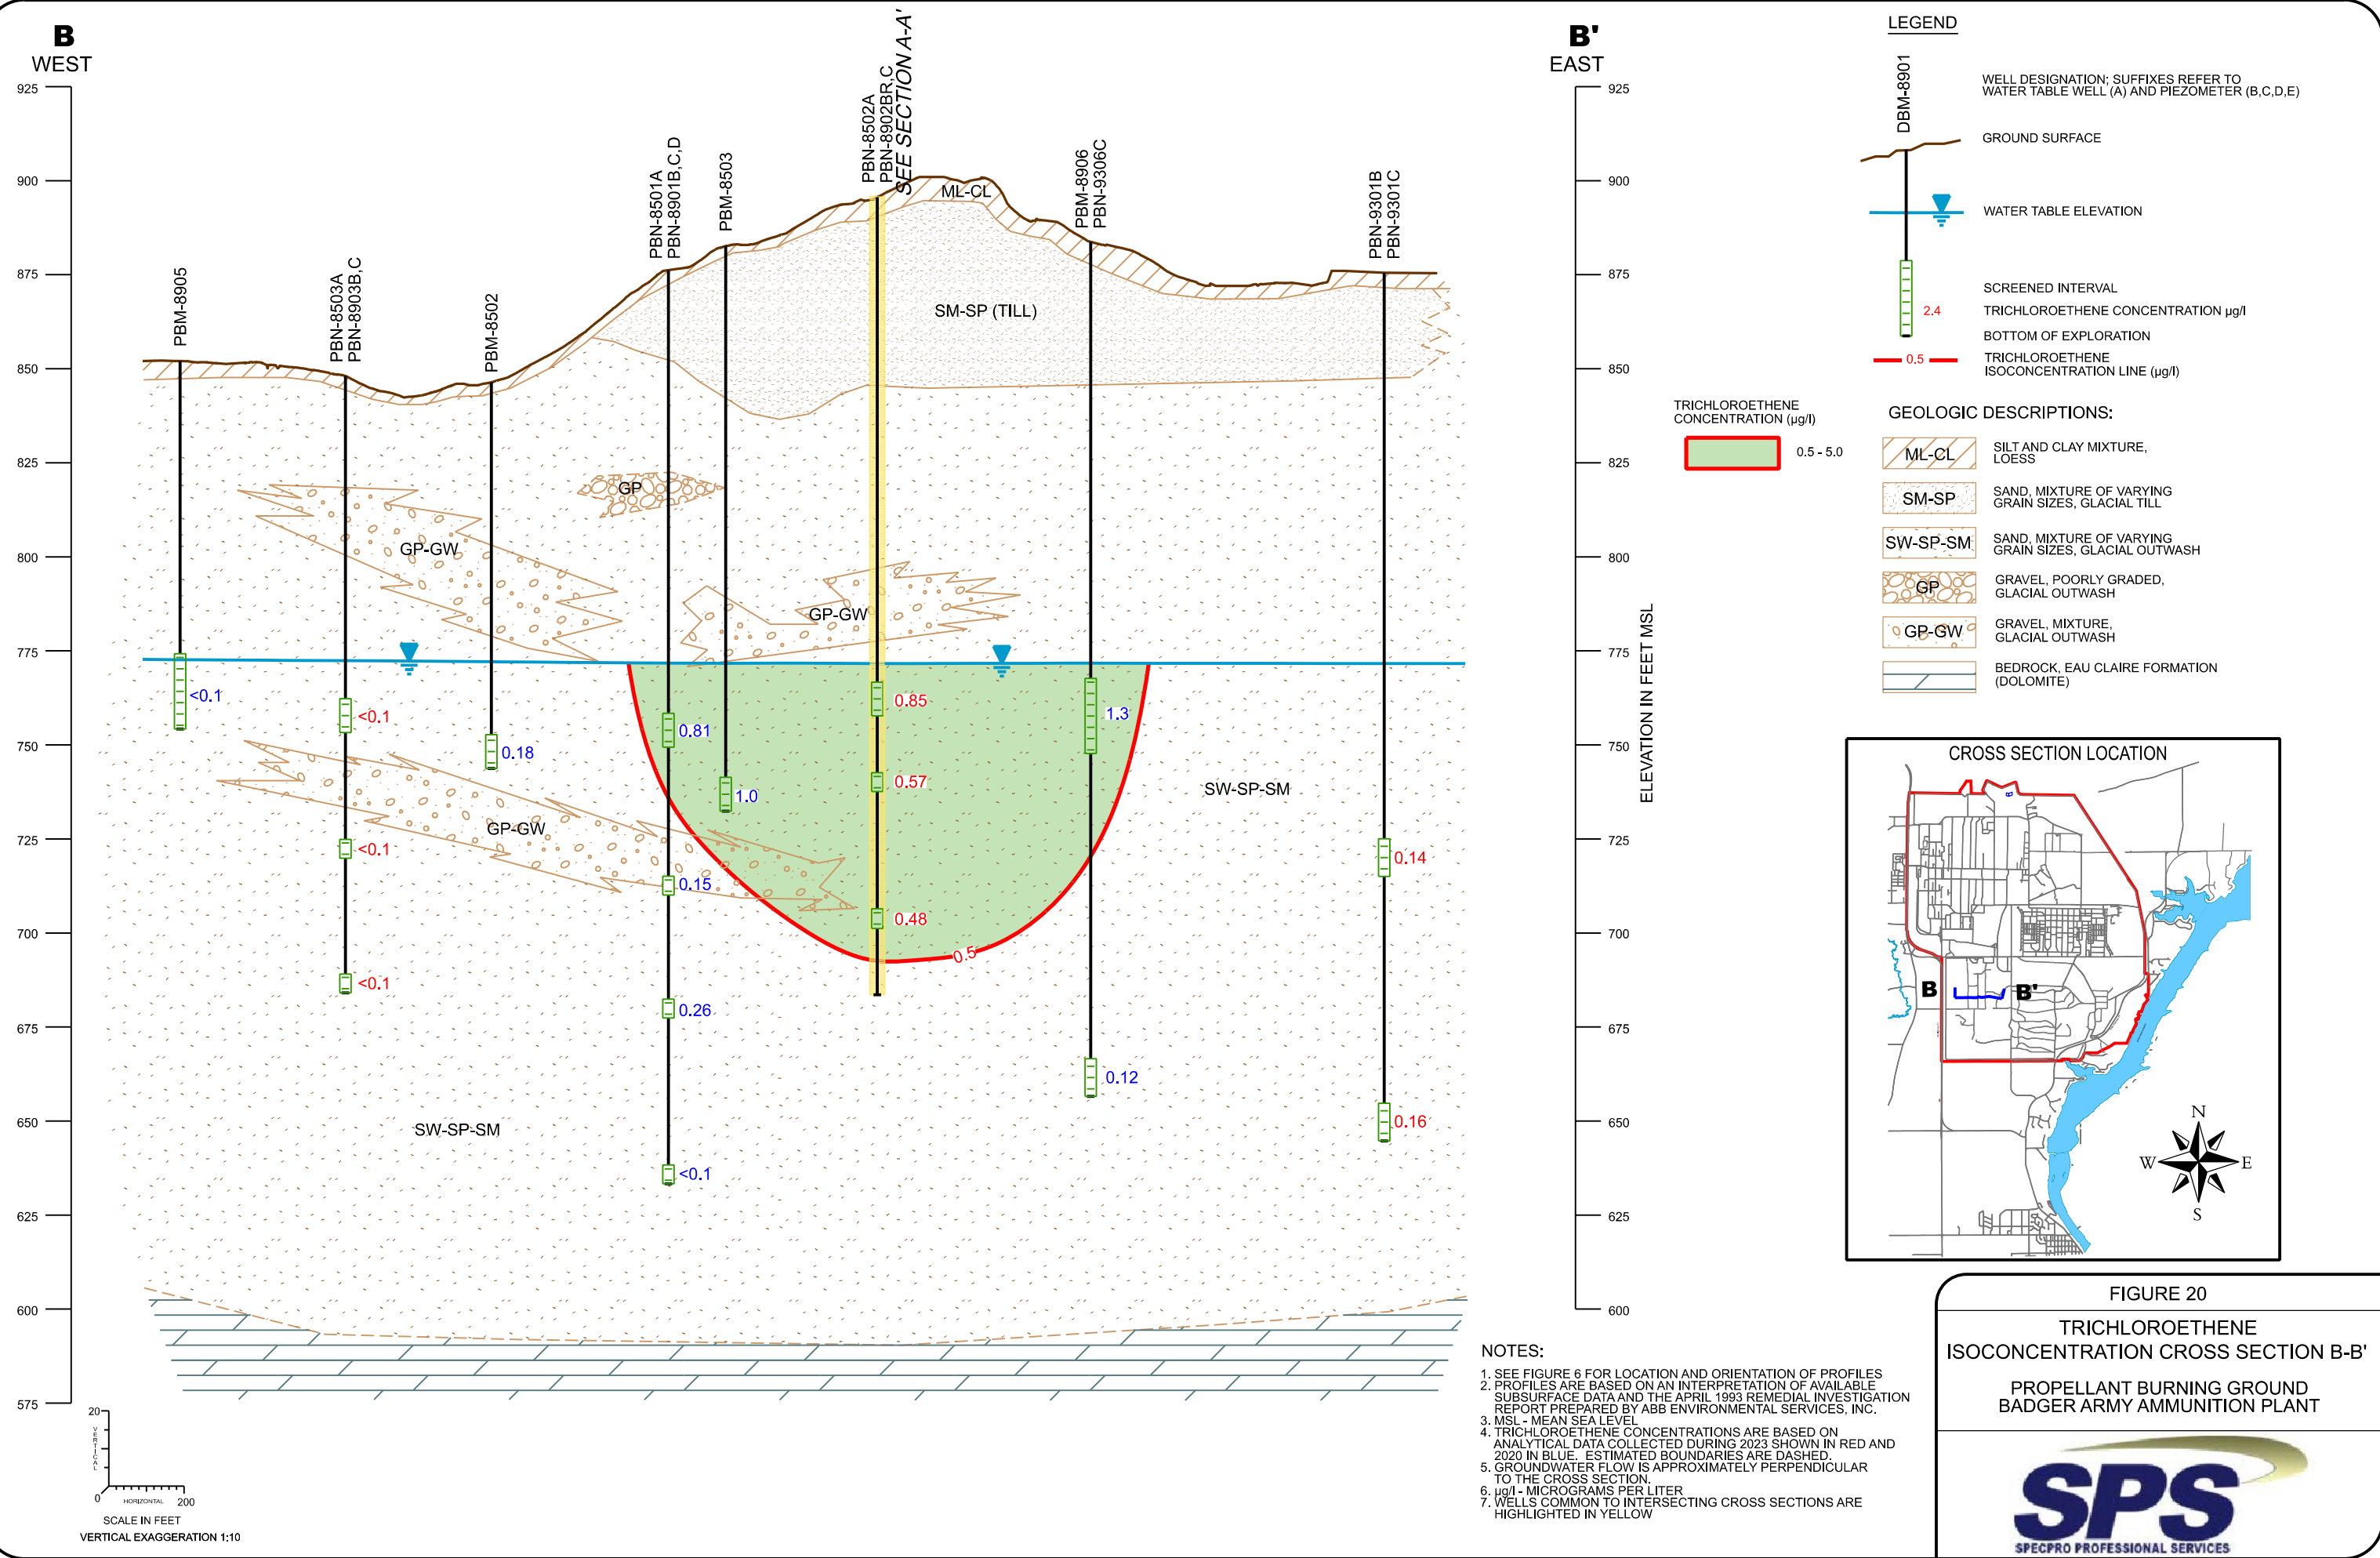 B
WEST
B'
EAST
925
900
875
850
825
800
775
750
725
700
675
650
625
600
575
925
900
875
850
825
800
775
750
725
700
675
650
625
600
ELEVATION IN FEET MSL
PBM-8905
PBN-8503A
PBN-8903B,C
PBM-8502
PBN-8501A
PBN-8901B,C,D
PBM-8503
PBN-8502A
PBN-8902BR,C
SEE SECTION A-A'
PBM-8906
PBN-9306C
PBN-9301B
PBN-9301C
ML-CL
SM-SP (TILL)
GP
GP-GW
GP-GW
<0.1
<0.1
0.18
0.81
1.0
0.85
0.57
1.3
SW-SP-SM
GP-GW
<0.1
0.15
0.48
0.14
0.5
<0.1
0.26
0.12
0.16
SW-SP-SM
<0.1
20
VERTICAL
0
HORIZONTAL
200
SCALE IN FEET
VERTICAL EXAGGERATION 1:10
LEGEND
DBM-8901
WELL DESIGNATION; SUFFIXES REFER TO
WATER TABLE WELL (A) AND PIEZOMETER (B,C,D,E)
GROUND SURFACE
WATER TABLE ELEVATION
SCREENED INTERVAL
2.4
TRICHLOROETHENE CONCENTRATION µg/l
BOTTOM OF EXPLORATION
0.5
TRICHLOROETHENE
ISOCONCENTRATION LINE (µg/l)
TRICHLOROETHENE
CONCENTRATION (µg/l)
0.5 - 5.0
GEOLOGIC DESCRIPTIONS:
ML-CL
SILT AND CLAY MIXTURE,
LOESS
SM-SP
SAND, MIXTURE OF VARYING
GRAIN SIZES, GLACIAL TILL
SW-SP-SM
SAND, MIXTURE OF VARYING
GRAIN SIZES, GLACIAL OUTWASH
GP
GRAVEL, POORLY GRADED,
GLACIAL OUTWASH
GP-GW
GRAVEL, MIXTURE,
GLACIAL OUTWASH
BEDROCK, EAU CLAIRE FORMATION
(DOLOMITE)
CROSS SECTION LOCATION
B
B'
N
W
E
S
NOTES:
1. SEE FIGURE 6 FOR LOCATION AND ORIENTATION OF PROFILES
2. PROFILES ARE BASED ON AN INTERPRETATION OF AVAILABLE
SUBSURFACE DATA AND THE APRIL 1993 REMEDIAL INVESTIGATION
REPORT PREPARED BY ABB ENVIRONMENTAL SERVICES, INC.
3. MSL - MEAN SEA LEVEL
4. TRICHLOROETHENE CONCENTRATIONS ARE BASED ON
ANALYTICAL DATA COLLECTED DURING 2023 SHOWN IN RED AND
2020 IN BLUE. ESTIMATED BOUNDARIES ARE DASHED.
5. GROUNDWATER FLOW IS APPROXIMATELY PERPENDICULAR
TO THE CROSS SECTION.
6. µg/l - MICROGRAMS PER LITER
7. WELLS COMMON TO INTERSECTING CROSS SECTIONS ARE
HIGHLIGHTED IN YELLOW
FIGURE 20
TRICHLOROETHENE
ISOCONCENTRATION CROSS SECTION B-B'
PROPELLANT BURNING GROUND
BADGER ARMY AMMUNITION PLANT
SPS
SPECPRO PROFESSIONAL SERVICES